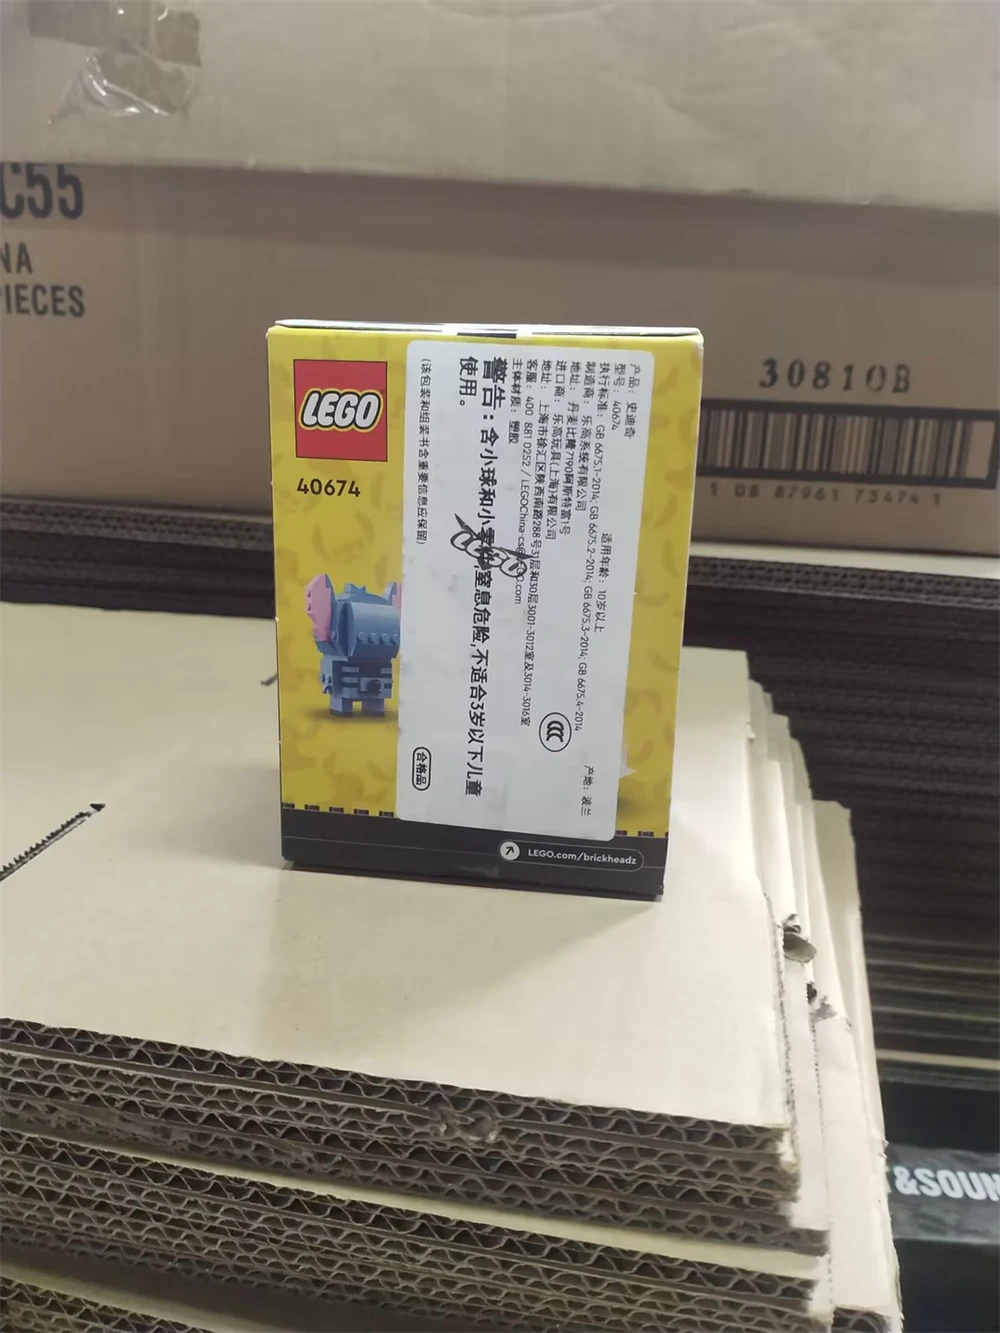 C55
NA
PIECES
30810B
1 08 87961 73474 1
LEGO
40674
产品：史迪奇
型号：40674 适用年龄：10岁以上
执行标准：GB 6675.1-2014; GB 6675.2-2014; GB 6675.3-2014; GB 6675.4-2014
制造商：乐高系统有限公司 产地：波兰
地址：丹麦比隆7190阿斯特富1号
进口商：乐高玩具(上海)有限公司
地址：上海市徐汇区陕西南路288号31层和30层3001-3012室及3014-3016室
客服：400 881 0252 / LEGOChina-cs@LEGO.com
主体材质：塑胶
警告：含小球和小零件,窒息危险,不适合3岁以下儿童
使用。
(该包装和组装书含重要信息应保留)
合格品
CCC
LEGO.com/brickheadz
T&SOUN